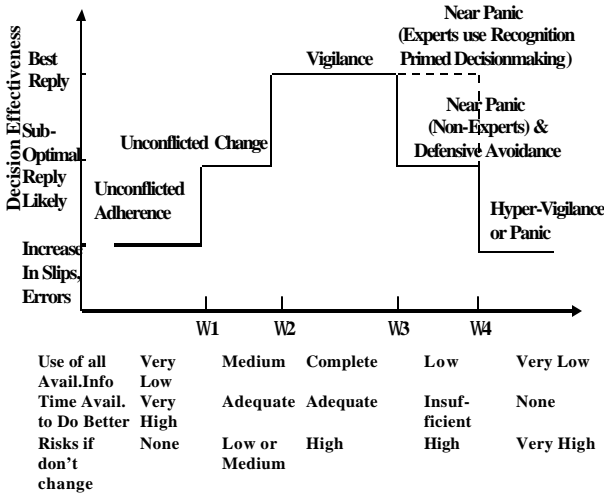 Near Panic
(Experts use Recognition
Primed Decisionmaking)
Decision Effectiveness
Best
Reply
Vigilance
Near Panic
(Non-Experts) &
Defensive Avoidance
Sub-
Optimal
Reply
Likely
Unconflicted Change
Unconflicted
Adherence
Hyper-Vigilance
or Panic
Increase
In Slips,
Errors
W1 W2 W3 W4
Use of all Very Medium Complete Low Very Low
Avail.Info Low
Time Avail. Very Adequate Adequate Insuf- None
to Do Better High ficient
Risks if None Low or High High Very High
don't Medium
change